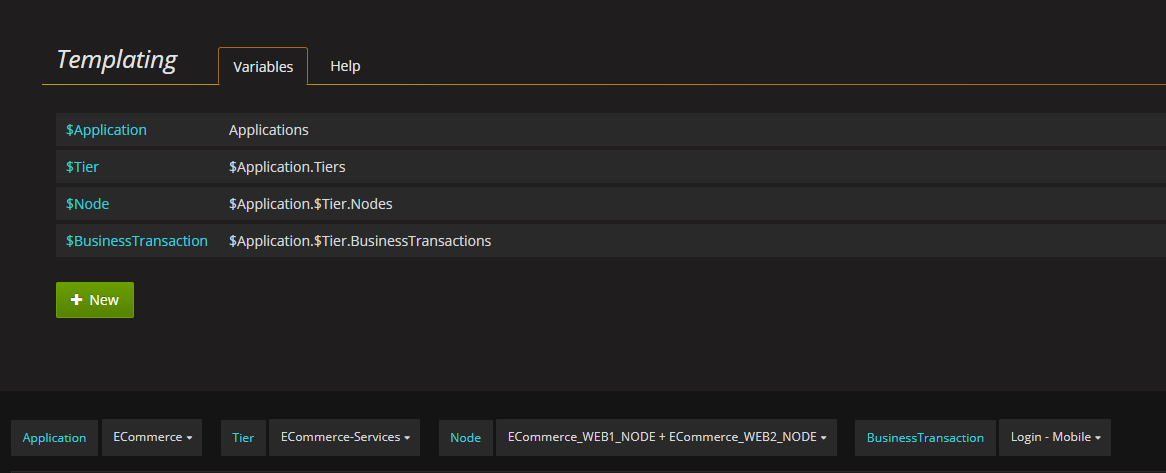 Templating Variables Help
$Application Applications
$Tier $Application.Tiers
$Node $Application.$Tier.Nodes
$BusinessTransaction $Application.$Tier.BusinessTransactions
New
Application ECommerce Tier ECommerce-Services Node ECommerce_WEB1_NODE + ECommerce_WEB2_NODE BusinessTransaction Login - Mobile